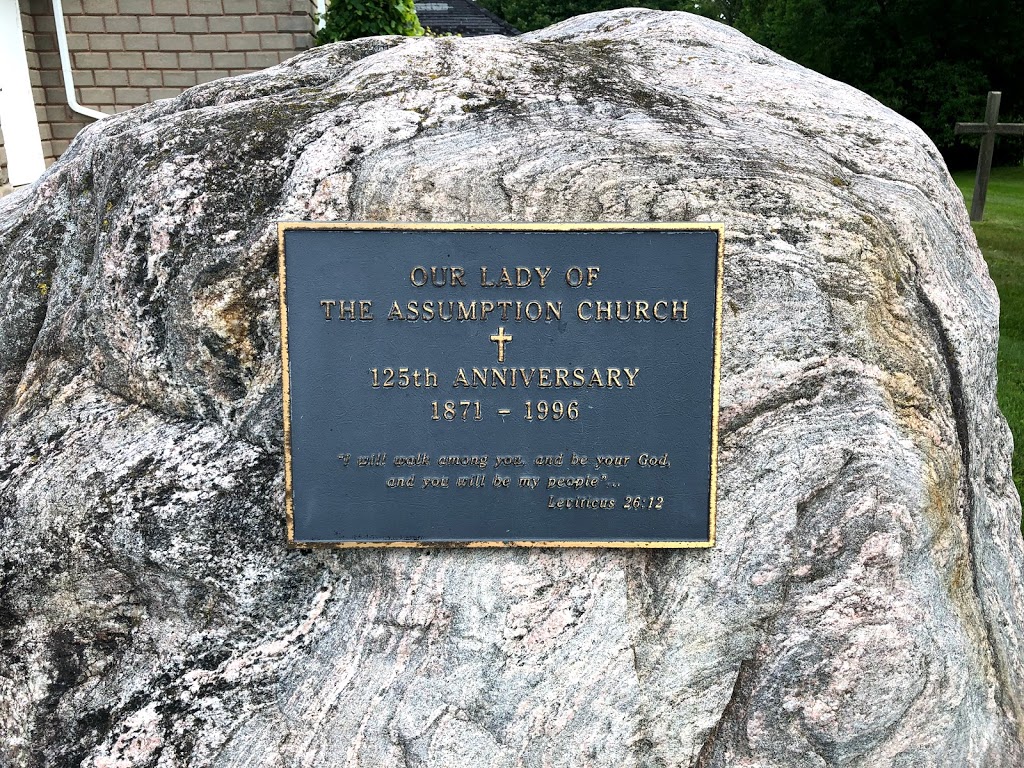 OUR LADY OF
THE ASSUMPTION CHURCH
125th ANNIVERSARY
1871 - 1996
"I will walk among you, and be your God,
and you will be my people"...
Leviticus 26:12